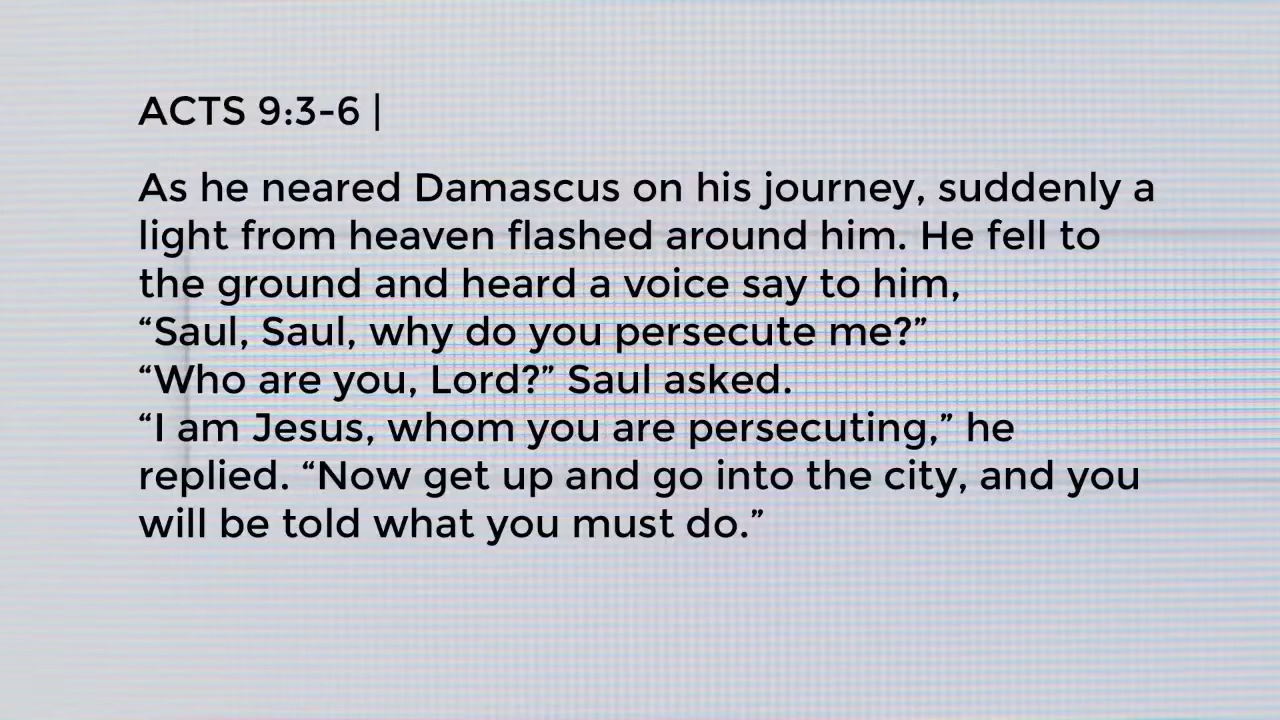 ACTS 9:3-6 |
As he neared Damascus on his journey, suddenly a
light from heaven flashed around him. He fell to
the ground and heard a voice say to him,
“Saul, Saul, why do you persecute me?”
“Who are you, Lord?” Saul asked.
“I am Jesus, whom you are persecuting,” he
replied. “Now get up and go into the city, and you
will be told what you must do.”